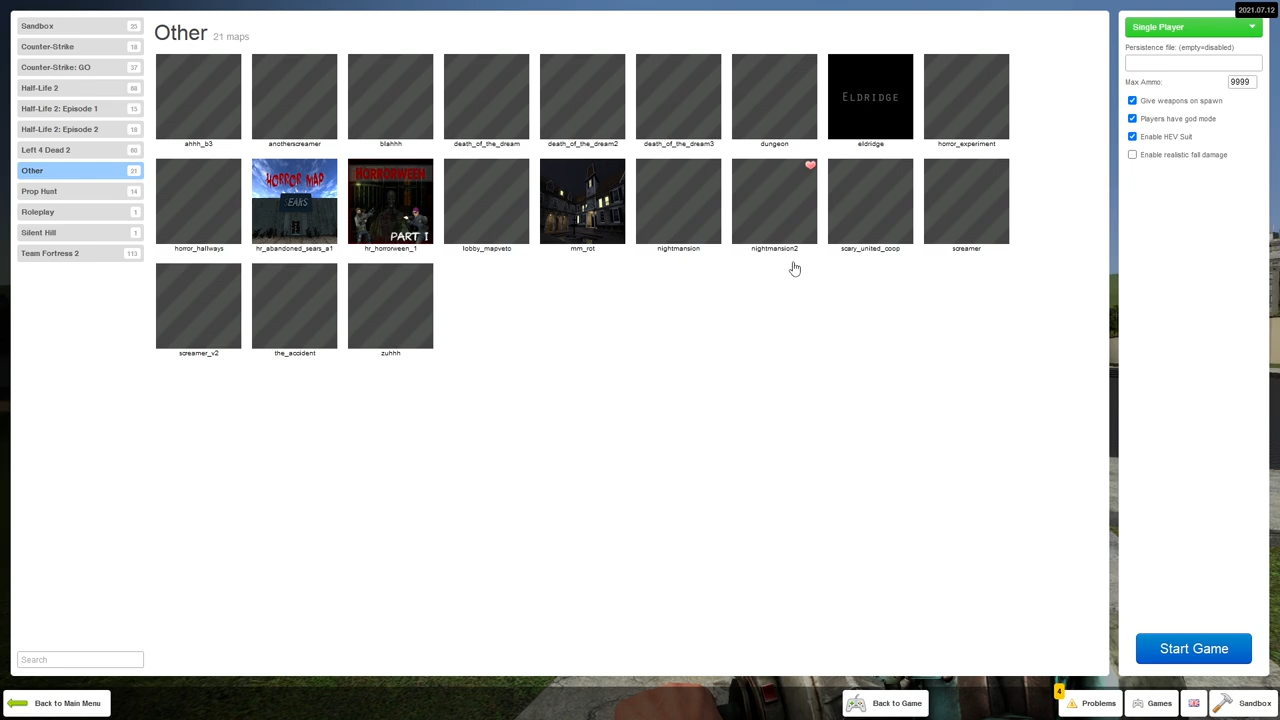 2021.07.12
Sandbox 25
Counter-Strike 18
Counter-Strike: GO 37
Half-Life 2 68
Half-Life 2: Episode 1 15
Half-Life 2: Episode 2 18
Left 4 Dead 2 60
Other 21
Prop Hunt 14
Roleplay 1
Silent Hill 1
Team Fortress 2 113
Search
Other 21 maps
ELDRIDGE
ahhh_b3 anotherscreamer blahhh death_of_the_dream death_of_the_dream2 death_of_the_dream3 dungeon eldridge horror_experiment
HORROR MAP
SEARS
HORRORWEEN
PART I
horror_hallways hr_abandoned_sears_a1 hr_horrorween_1 lobby_mapveto mm_rot nightmansion nightmansion2 scary_united_coop screamer
screamer_v2 the_accident zuhhh
Single Player
Persistence file: (empty=disabled)
Max Ammo: 9999
Give weapons on spawn
Players have god mode
Enable HEV Suit
Enable realistic fall damage
Start Game
Back to Main Menu
Back to Game
4
Problems
Games
Sandbox